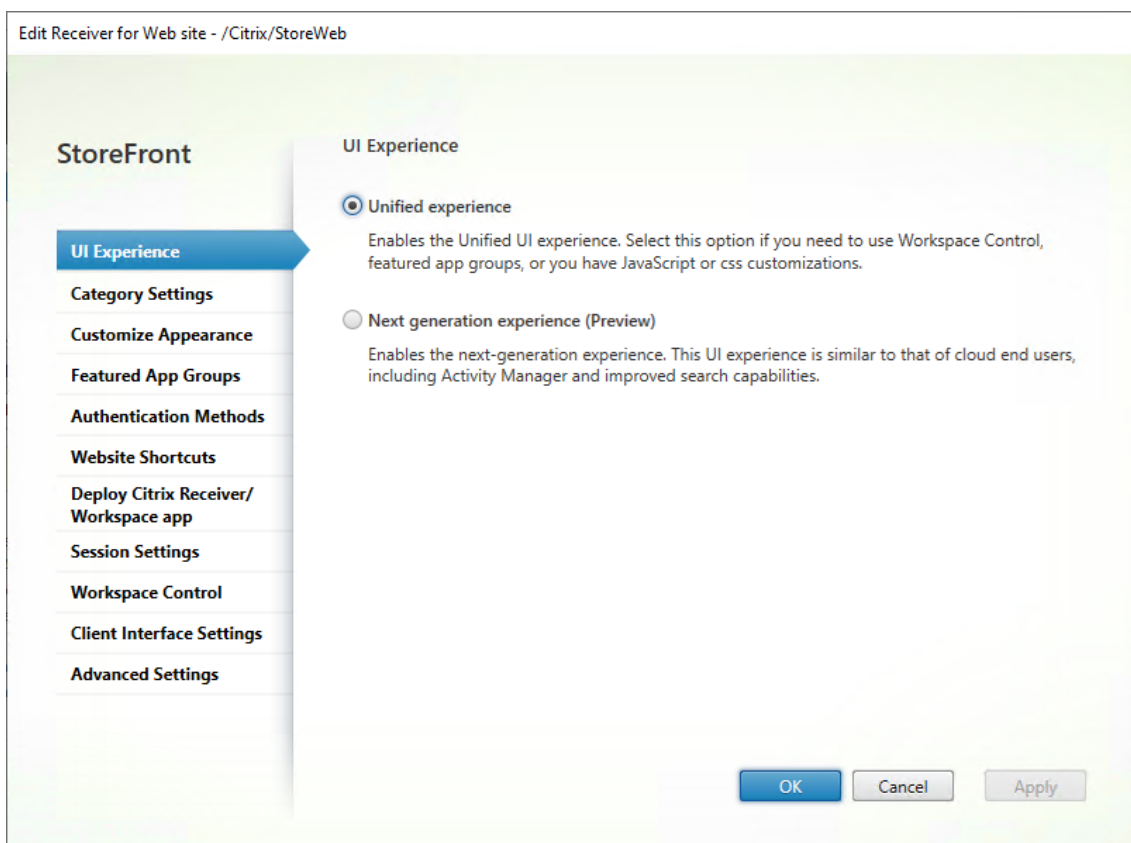 Edit Receiver for Web site - /Citrix/StoreWeb
StoreFront
UI Experience
Category Settings
Customize Appearance
Featured App Groups
Authentication Methods
Website Shortcuts
Deploy Citrix Receiver/
Workspace app
Session Settings
Workspace Control
Client Interface Settings
Advanced Settings
UI Experience
Unified experience
Enables the Unified UI experience. Select this option if you need to use Workspace Control,
featured app groups, or you have JavaScript or css customizations.
Next generation experience (Preview)
Enables the next-generation experience. This UI experience is similar to that of cloud end users,
including Activity Manager and improved search capabilities.
OK
Cancel
Apply